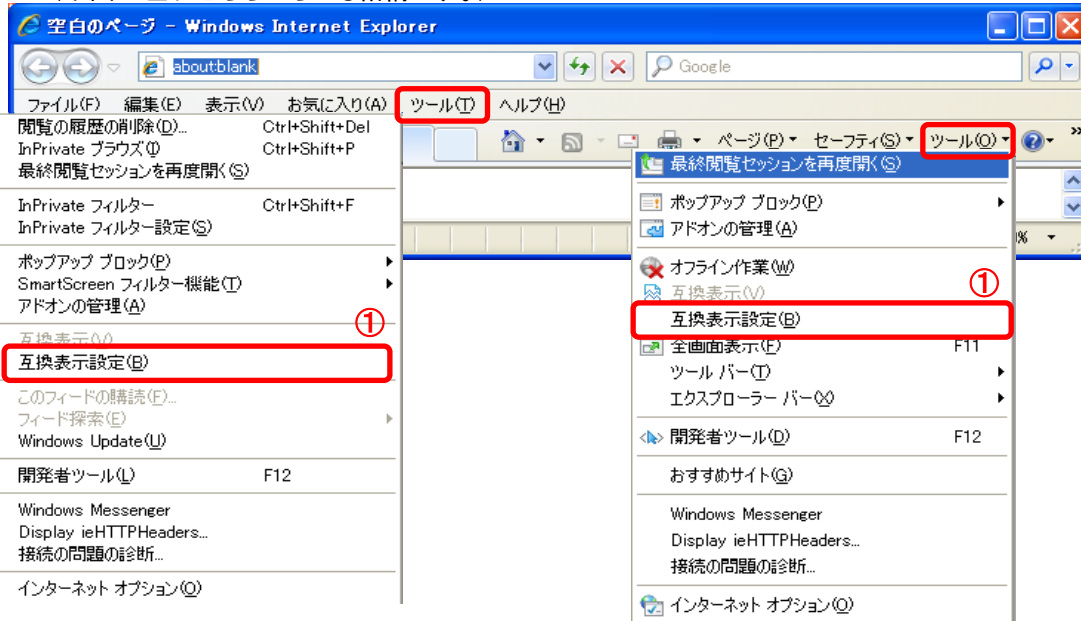 空白のページ - Windows Internet Explorer
about:blank
Google
ファイル(F) 編集(E) 表示(V) お気に入り(A) ツール(T) ヘルプ(H)
ページ(P) セーフティ(S) ツール(O)
閲覧の履歴の削除(D)... Ctrl+Shift+Del
InPrivate ブラウズ(I) Ctrl+Shift+P
最終閲覧セッションを再度開く(S)
InPrivate フィルター Ctrl+Shift+F
InPrivate フィルター設定(S)
ポップアップ ブロック(P)
SmartScreen フィルター機能(T)
アドオンの管理(A)
①
互換表示(V)
互換表示設定(B)
このフィードの購読(F)...
フィード探索(E)
Windows Update(U)
開発者ツール(L) F12
Windows Messenger
Display ieHTTPHeaders...
接続の問題の診断...
インターネット オプション(O)
最終閲覧セッションを再度開く(S)
ポップアップ ブロック(P)
アドオンの管理(A)
オフライン作業(W)
①
互換表示(V)
互換表示設定(B)
全画面表示(F) F11
ツール バー(T)
エクスプローラー バー(X)
開発者ツール(D) F12
おすすめサイト(G)
Windows Messenger
Display ieHTTPHeaders...
接続の問題の診断...
インターネット オプション(O)